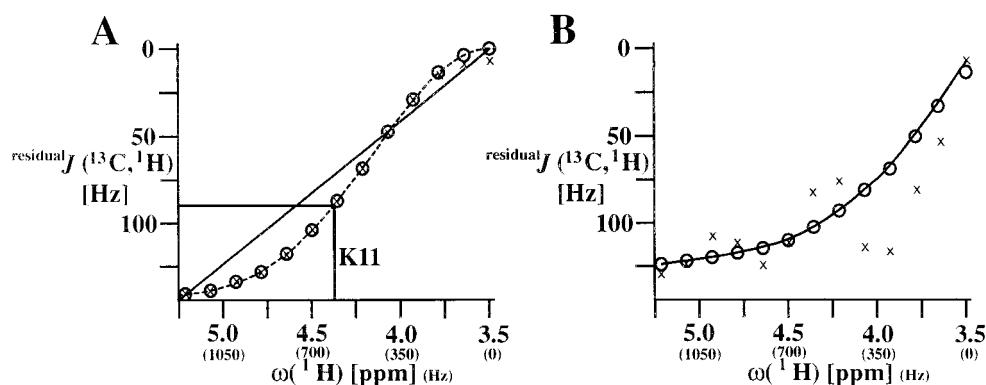 A
0
50
100
residual J (13C, 1H)
[Hz]
K11
5.0 4.5 4.0 3.5
(1050) (700) (350) (0)
ω(1H) [ppm] (Hz)
B
0
50
100
residual J (13C, 1H)
[Hz]
5.0 4.5 4.0 3.5
(1050) (700) (350) (0)
ω(1H) [ppm] (Hz)